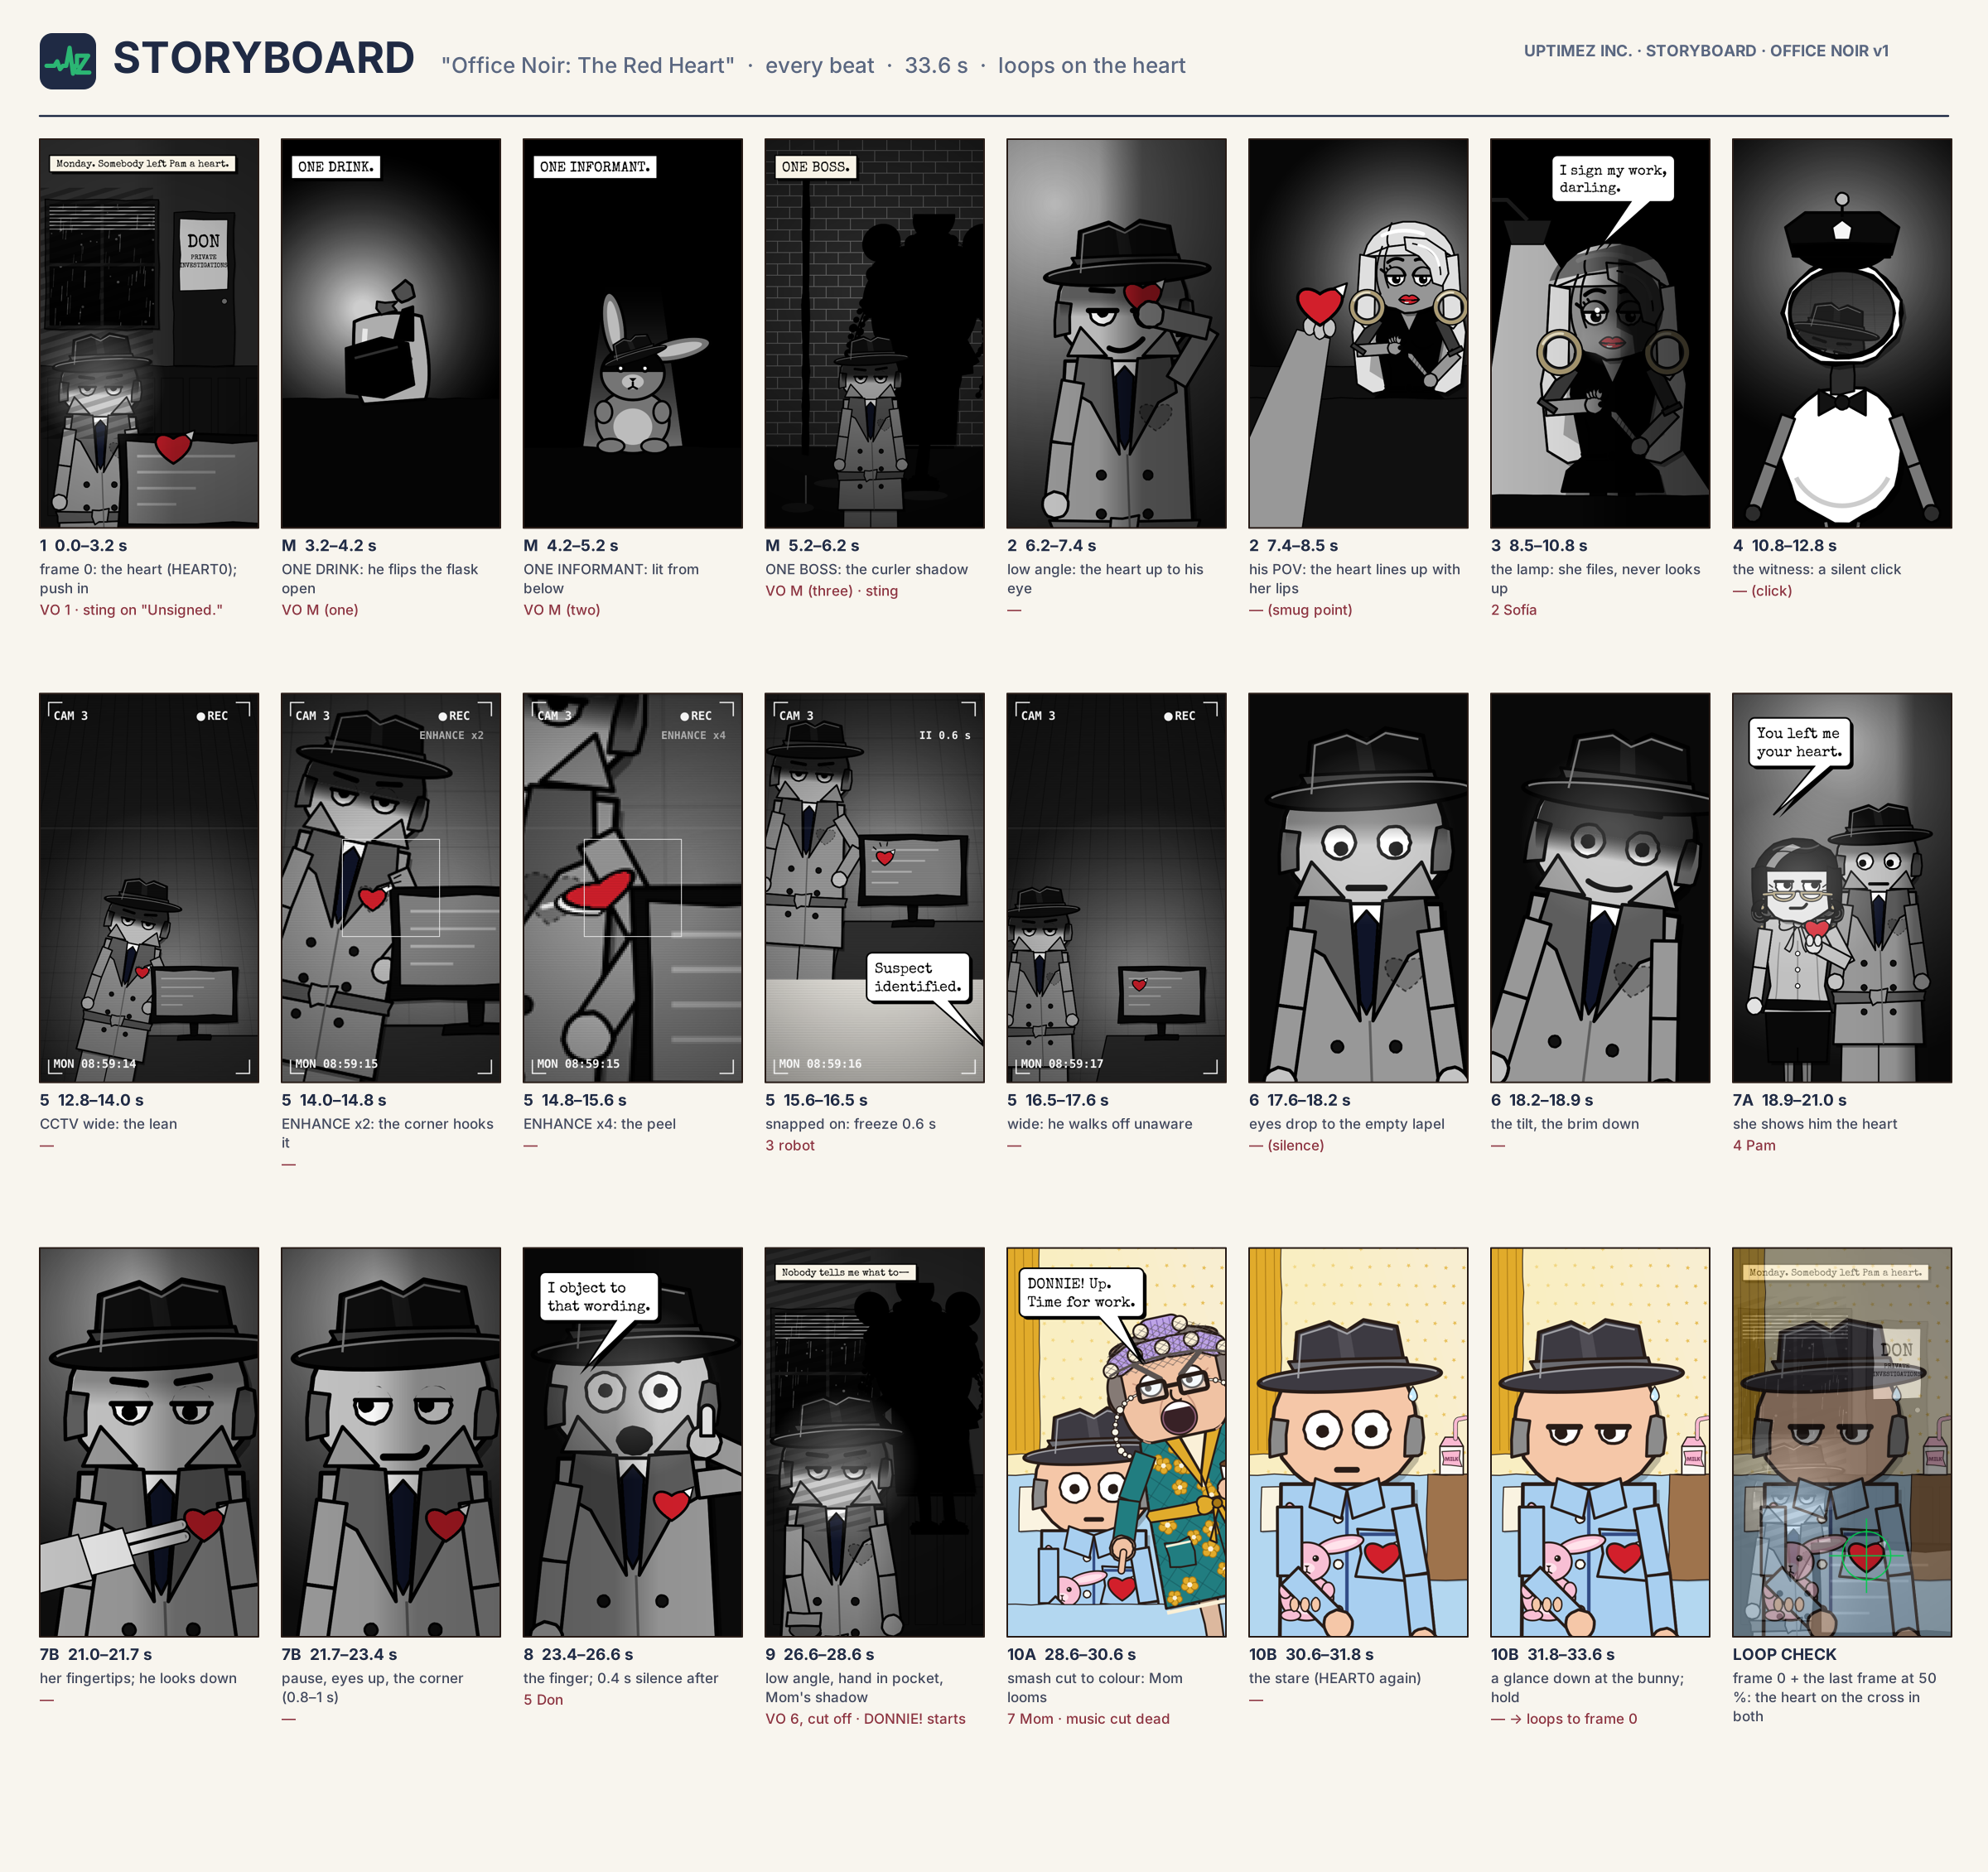 STORYBOARD
"Office Noir: The Red Heart" · every beat · 33.6 s · loops on the heart
UPTIMEZ INC. · STORYBOARD · OFFICE NOIR v1
Monday. Somebody left Pam a heart.
DON
PRIVATE
INVESTIGATIONS
1 0.0–3.2 s
frame 0: the heart (HEART0);
push in
VO 1 · sting on "Unsigned."
ONE DRINK.
M 3.2–4.2 s
ONE DRINK: he flips the flask
open
VO M (one)
ONE INFORMANT.
M 4.2–5.2 s
ONE INFORMANT: lit from
below
VO M (two)
ONE BOSS.
M 5.2–6.2 s
ONE BOSS: the curler shadow
VO M (three) · sting
2 6.2–7.4 s
low angle: the heart up to his
eye
—
2 7.4–8.5 s
his POV: the heart lines up with
her lips
— (smug point)
I sign my work,
darling.
3 8.5–10.8 s
the lamp: she files, never looks
up
2 Sofía
4 10.8–12.8 s
the witness: a silent click
— (click)
CAM 3
REC
MON 08:59:14
5 12.8–14.0 s
CCTV wide: the lean
—
CAM 3
REC
ENHANCE x2
MON 08:59:15
5 14.0–14.8 s
ENHANCE x2: the corner hooks
it
—
CAM 3
REC
ENHANCE x4
MON 08:59:15
5 14.8–15.6 s
ENHANCE x4: the peel
—
CAM 3
II 0.6 s
Suspect
identified.
MON 08:59:16
5 15.6–16.5 s
snapped on: freeze 0.6 s
3 robot
CAM 3
REC
MON 08:59:17
5 16.5–17.6 s
wide: he walks off unaware
—
6 17.6–18.2 s
eyes drop to the empty lapel
— (silence)
6 18.2–18.9 s
the tilt, the brim down
—
You left me
your heart.
7A 18.9–21.0 s
she shows him the heart
4 Pam
7B 21.0–21.7 s
her fingertips; he looks down
—
7B 21.7–23.4 s
pause, eyes up, the corner
(0.8–1 s)
—
I object to
that wording.
8 23.4–26.6 s
the finger; 0.4 s silence after
5 Don
Nobody tells me what to—
9 26.6–28.6 s
low angle, hand in pocket,
Mom's shadow
VO 6, cut off · DONNIE! starts
DONNIE! Up.
Time for work.
10A 28.6–30.6 s
smash cut to colour: Mom
looms
7 Mom · music cut dead
MILK
10B 30.6–31.8 s
the stare (HEART0 again)
—
MILK
10B 31.8–33.6 s
a glance down at the bunny;
hold
— → loops to frame 0
Monday. Somebody left Pam a heart.
DON
PRIVATE
INVESTIGATIONS
MILK
LOOP CHECK
frame 0 + the last frame at 50
%: the heart on the cross in
both